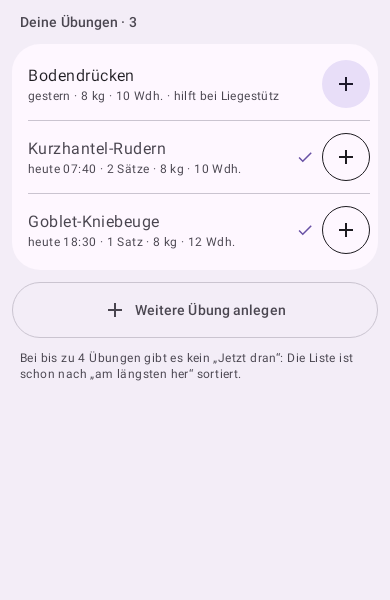 Deine Übungen · 3
Bodendrücken
gestern · 8 kg · 10 Wdh. · hilft bei Liegestütz
Kurzhantel-Rudern
heute 07:40 · 2 Sätze · 8 kg · 10 Wdh.
Goblet-Kniebeuge
heute 18:30 · 1 Satz · 8 kg · 12 Wdh.
Weitere Übung anlegen
Bei bis zu 4 Übungen gibt es kein „Jetzt dran“: Die Liste ist
schon nach „am längsten her“ sortiert.